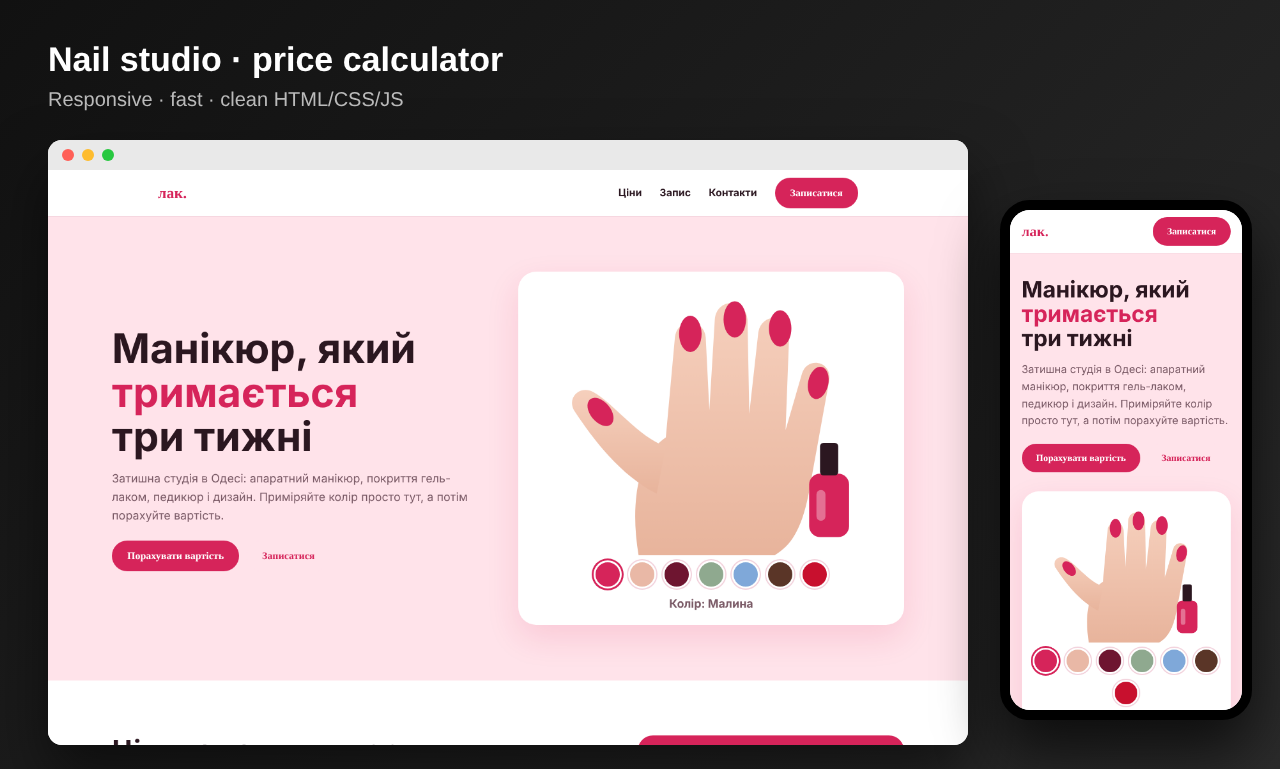 Nail studio · price calculator
Responsive · fast · clean HTML/CSS/JS
лак.
Ціни Запис Контакти Записатися
Манікюр, який
тримається
три тижні
Затишна студія в Одесі: апаратний манікюр, покриття гель-
лаком, педикюр і дизайн. Приміряйте колір просто тут, а потім
порахуйте вартість.
Порахувати вартість Записатися
Колір: Малина
лак.
Записатися
Манікюр, який
тримається
три тижні
Затишна студія в Одесі: апаратний
манікюр, покриття гель-лаком,
педикюр і дизайн. Приміряйте колір
просто тут, а потім порахуйте вартість.
Порахувати вартість Записатися